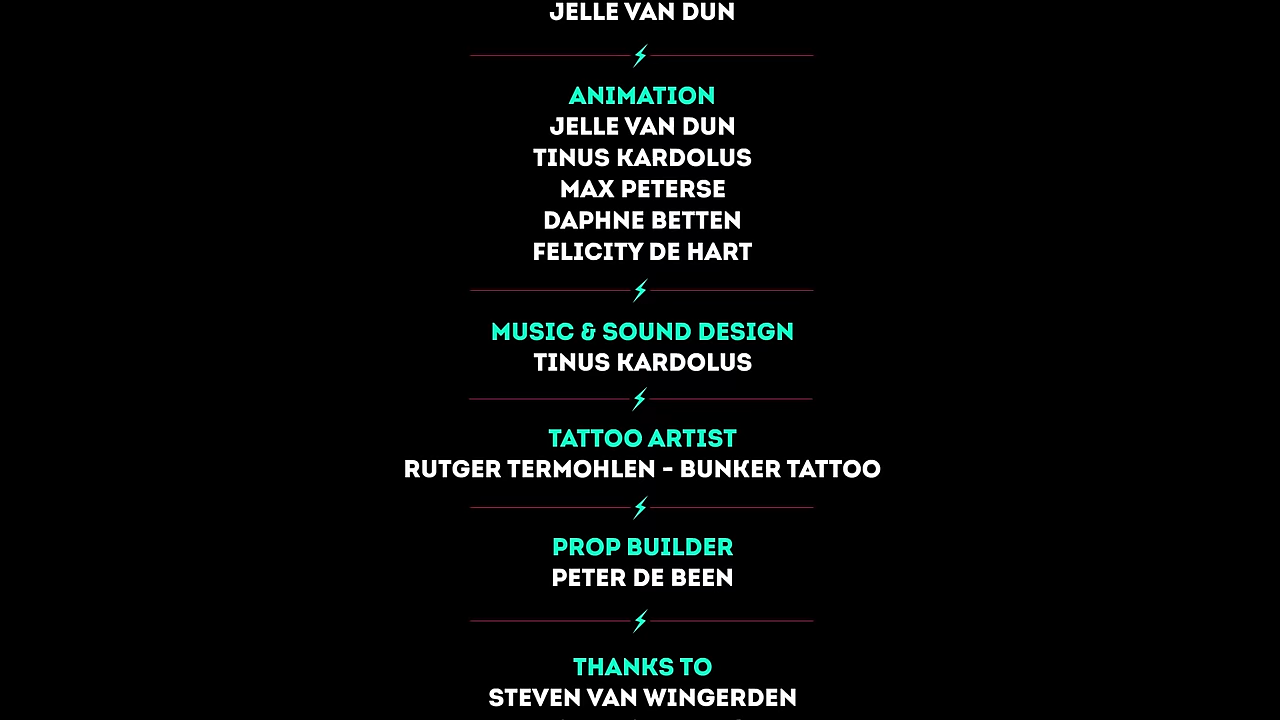 JELLE VAN DUN
ANIMATION
JELLE VAN DUN
TINUS KARDOLUS
MAX PETERSE
DAPHNE BETTEN
FELICITY DE HART
MUSIC & SOUND DESIGN
TINUS KARDOLUS
TATTOO ARTIST
RUTGER TERMOHLEN - BUNKER TATTOO
PROP BUILDER
PETER DE BEEN
THANKS TO
STEVEN VAN WINGERDEN